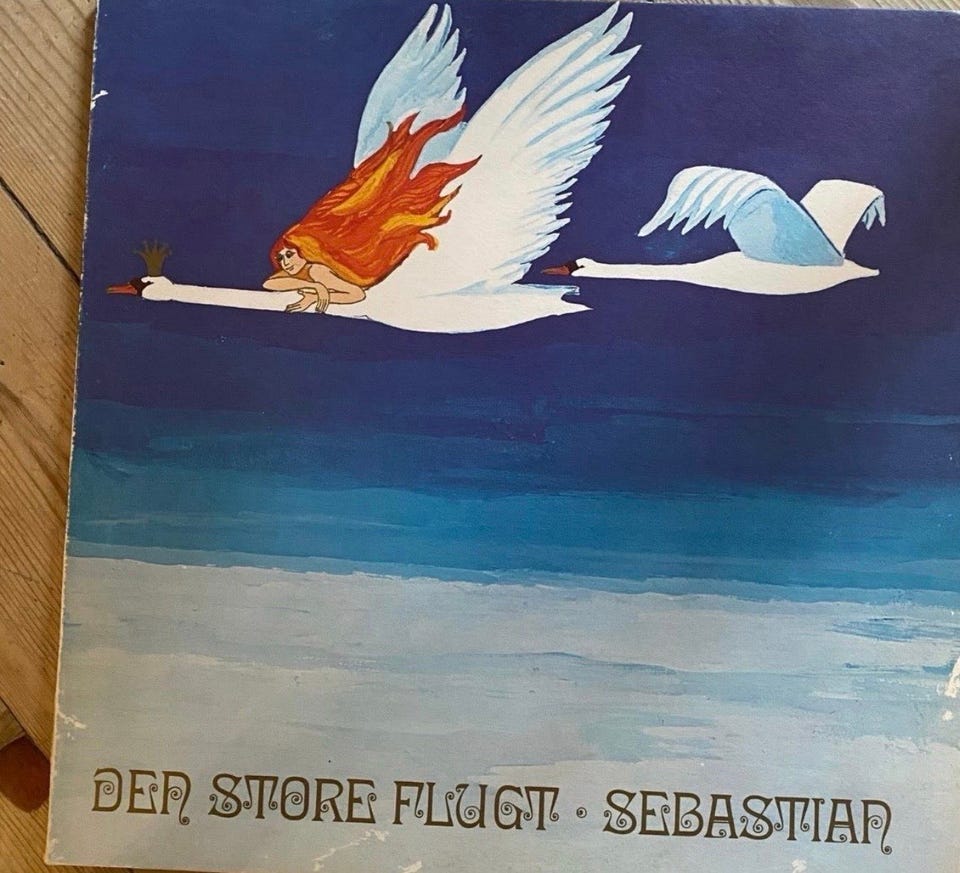 DEN STORE FLUGT · SEBASTIAN